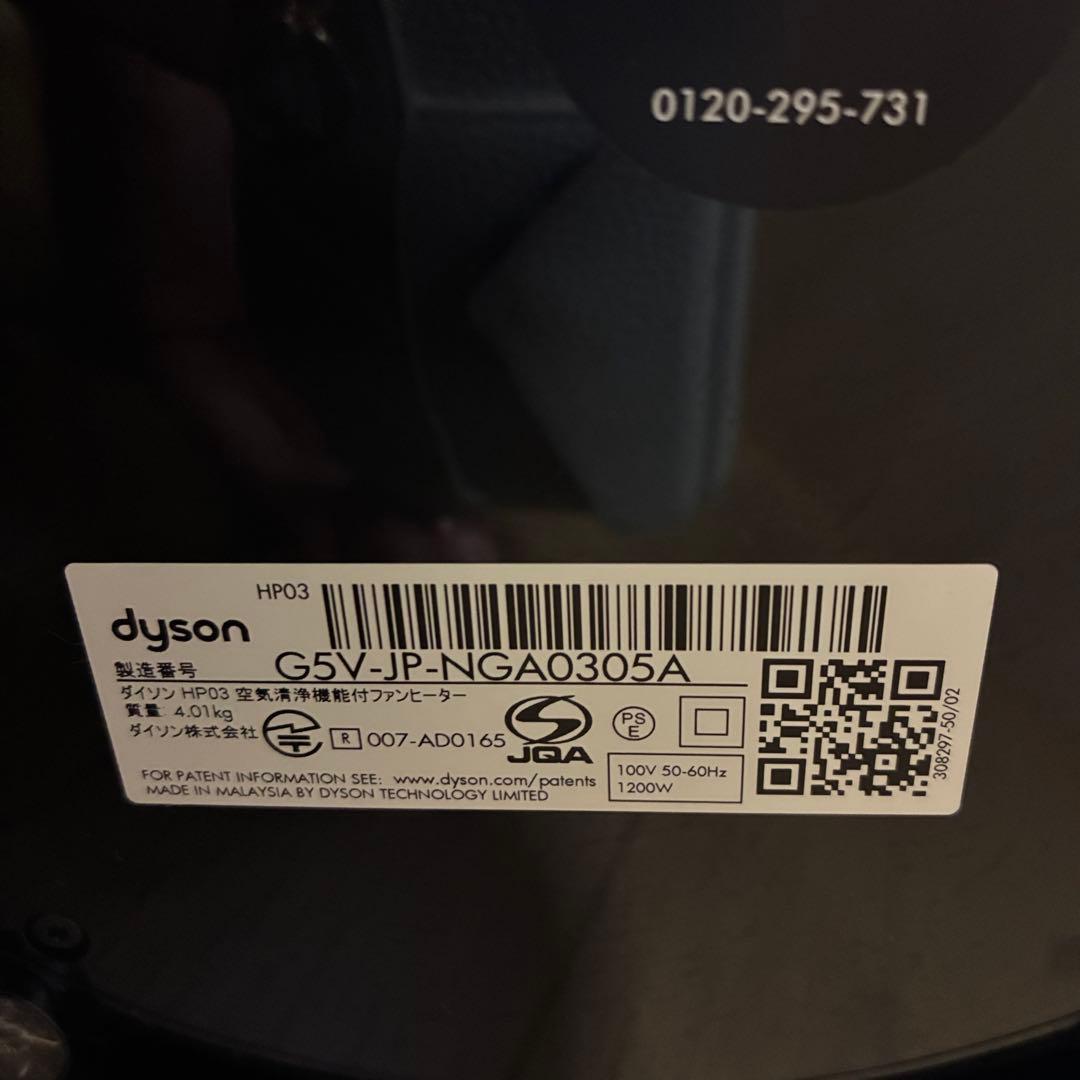 0120-295-731
HP03
dyson
製造番号 G5V-JP-NGA0305A
ダイソン HP03 空気清浄機能付ファンヒーター
質量: 4.01kg
ダイソン株式会社
R 007-AD0165
JQA
PS
E
100V 50-60Hz
1200W
FOR PATENT INFORMATION SEE: www.dyson.com/patents
MADE IN MALAYSIA BY DYSON TECHNOLOGY LIMITED
308297-50/02